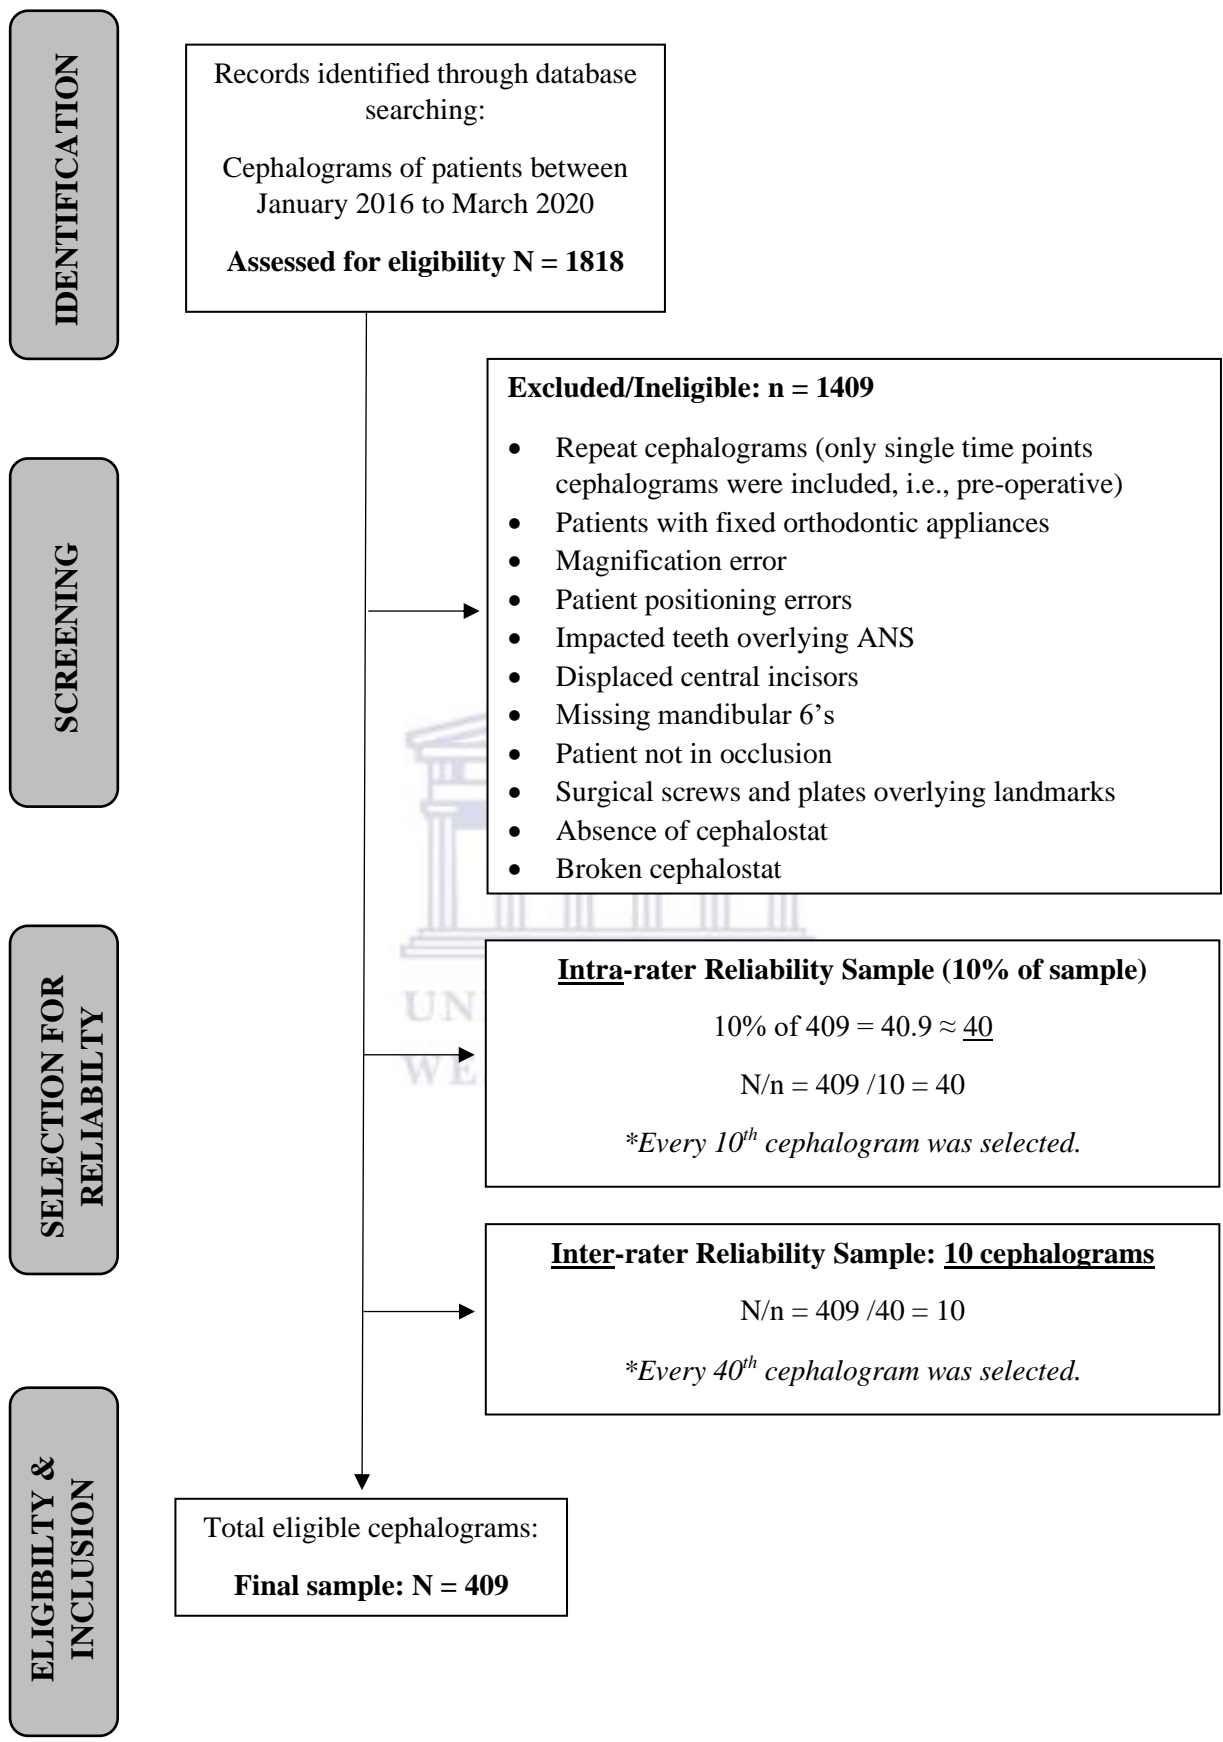 IDENTIFICATION
Records identified through database
searching:
Cephalograms of patients between
January 2016 to March 2020
Assessed for eligibility N = 1818
SCREENING
Excluded/Ineligible: n = 1409
• Repeat cephalograms (only single time points
cephalograms were included, i.e., pre-operative)
• Patients with fixed orthodontic appliances
• Magnification error
• Patient positioning errors
• Impacted teeth overlying ANS
• Displaced central incisors
• Missing mandibular 6's
• Patient not in occlusion
• Surgical screws and plates overlying landmarks
• Absence of cephalostat
• Broken cephalostat
SELECTION FOR
RELIABILTY
Intra-rater Reliability Sample (10% of sample)
10% of 409 = 40.9 ≈ 40
N/n = 409 /10 = 40
*Every 10th cephalogram was selected.
Inter-rater Reliability Sample: 10 cephalograms
N/n = 409 /40 = 10
*Every 40th cephalogram was selected.
ELIGIBILTY &
INCLUSION
Total eligible cephalograms:
Final sample: N = 409
UN
WE